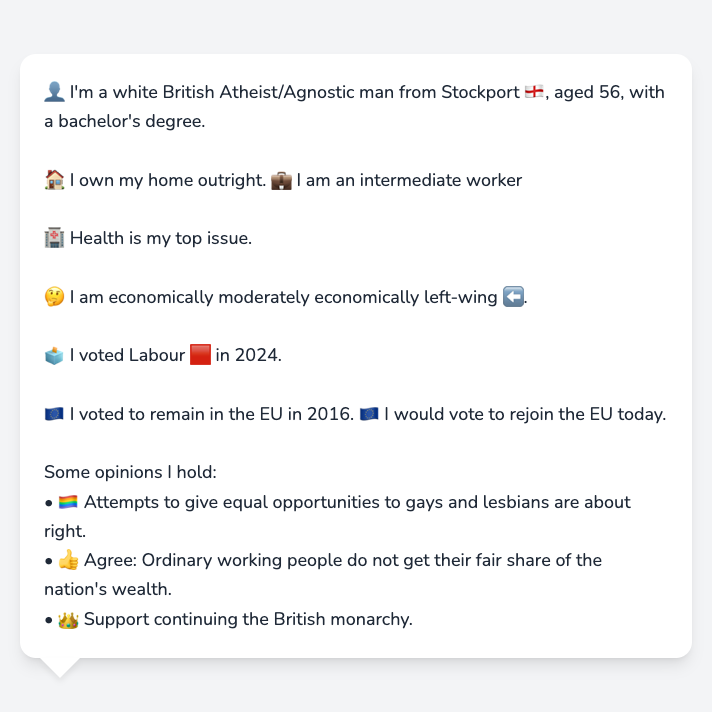 👤 I'm a white British Atheist/Agnostic man from Stockport 🏴󠁧󠁢󠁥󠁮󠁧󠁿, aged 56, with
a bachelor's degree.
🏠 I own my home outright. 💼 I am an intermediate worker
🏥 Health is my top issue.
🤔 I am economically moderately economically left-wing ⬅️.
🗳️ I voted Labour 🟥 in 2024.
🇪🇺 I voted to remain in the EU in 2016. 🇪🇺 I would vote to rejoin the EU today.
Some opinions I hold:
• 🏳️‍🌈 Attempts to give equal opportunities to gays and lesbians are about
right.
• 👍 Agree: Ordinary working people do not get their fair share of the
nation's wealth.
• 👑 Support continuing the British monarchy.